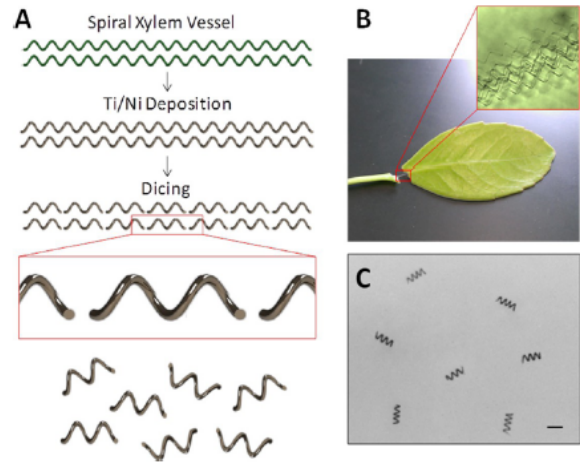 A
Spiral Xylem Vessel
Ti/Ni Deposition
Dicing
B
C